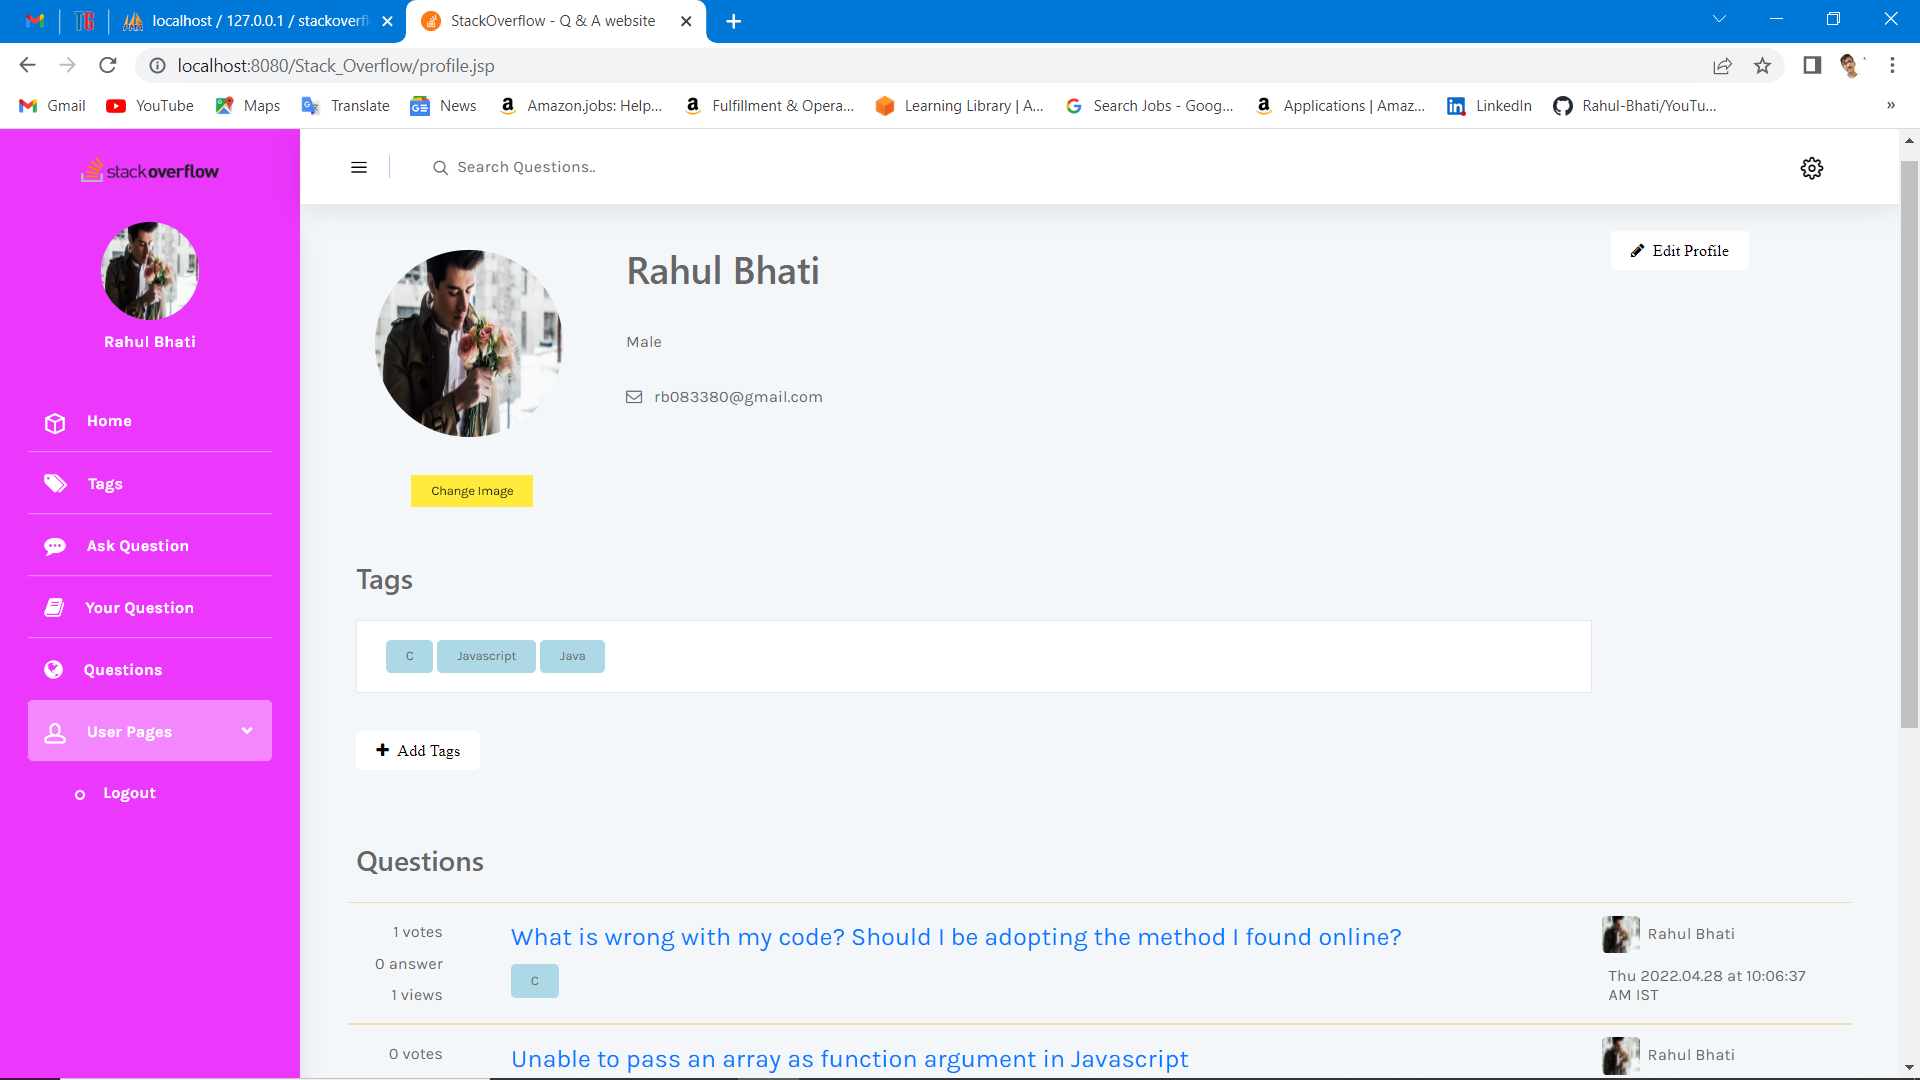 localhost / 127.0.0.1 / stackoverfl
StackOverflow - Q & A website
localhost:8080/Stack_Overflow/profile.jsp
Gmail
YouTube
Maps
Translate
News
Amazon.jobs: Help...
Fulfillment & Opera...
Learning Library | A...
Search Jobs - Goog...
Applications | Amaz...
LinkedIn
Rahul-Bhati/YouTu...
»
stackoverflow
Rahul Bhati
Home
Tags
Ask Question
Your Question
Questions
User Pages
Logout
Search Questions..
Rahul Bhati
Edit Profile
Male
rb083380@gmail.com
Change Image
Tags
C
Javascript
Java
Add Tags
Questions
1 votes
0 answer
1 views
What is wrong with my code? Should I be adopting the method I found online?
C
Rahul Bhati
Thu 2022.04.28 at 10:06:37
AM IST
0 votes
Unable to pass an array as function argument in Javascript
Rahul Bhati